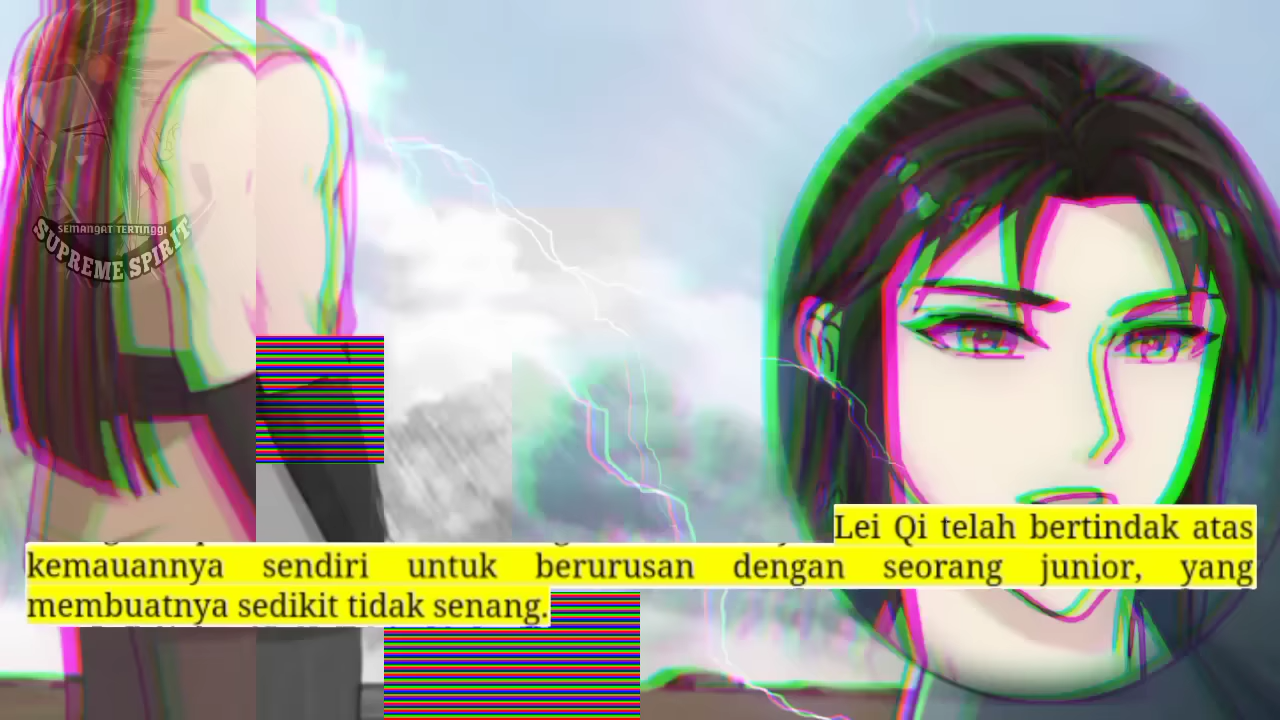 SEMANGAT TERTINGGI
SUPREME SPIRIT
Lei Qi telah bertindak atas
kemauannya sendiri untuk berurusan dengan seorang junior, yang
membuatnya sedikit tidak senang.